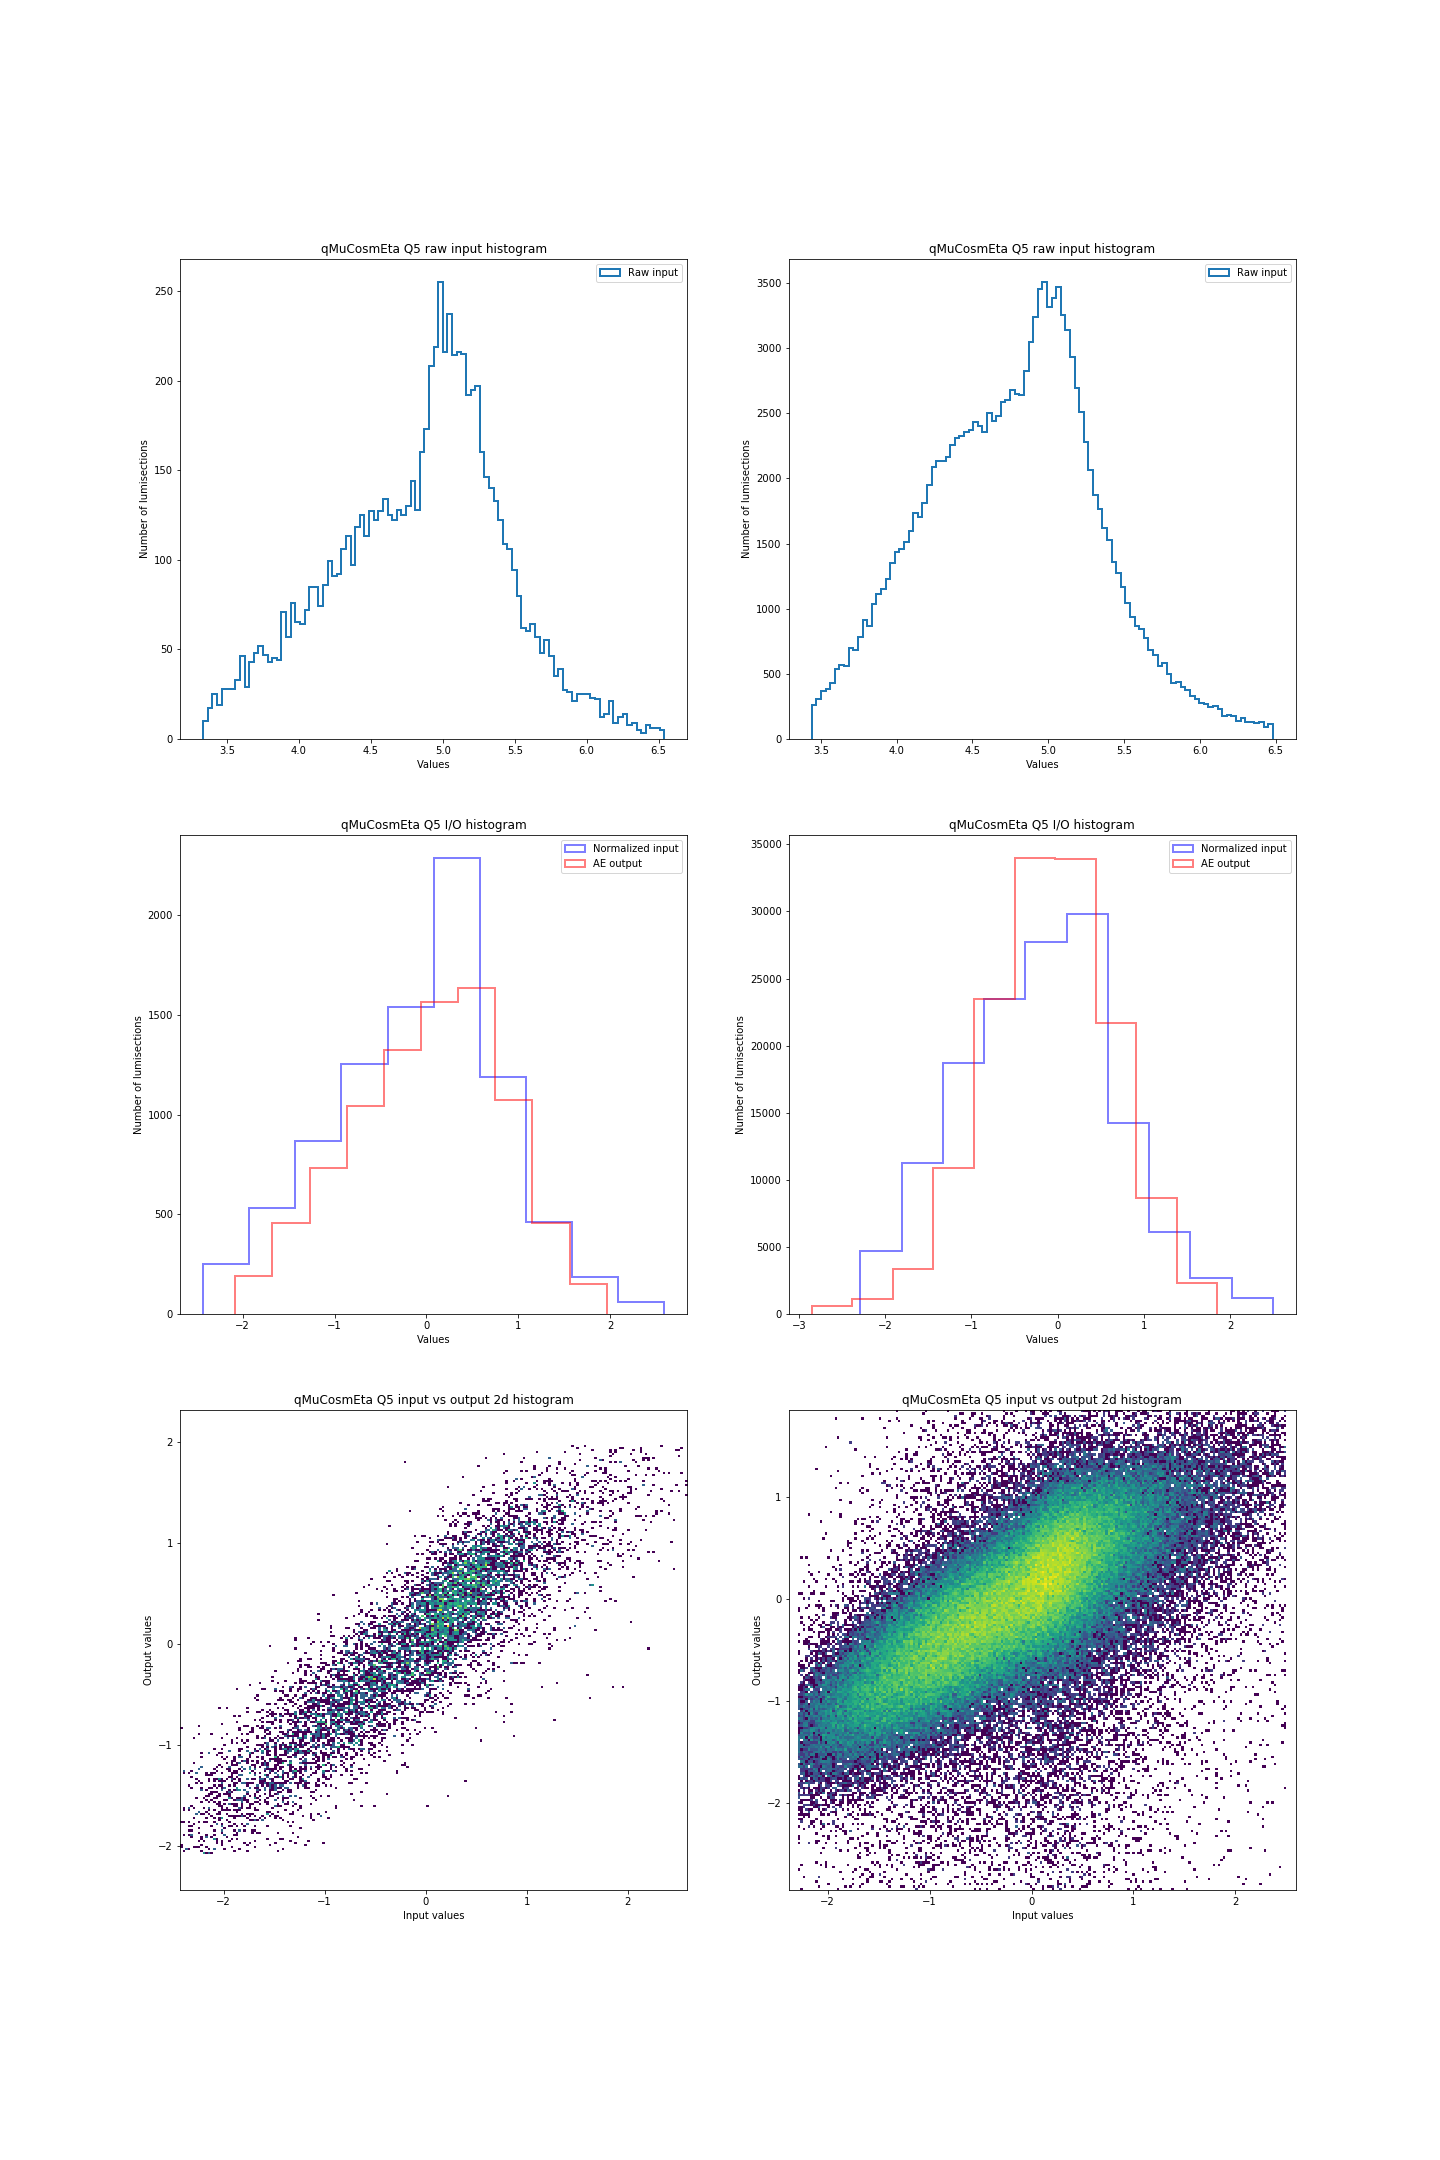 qMuCosmEta Q5 raw input histogram
Raw input
250
200
150
100
50
0
Number of lumisections
3.5 4.0 4.5 5.0 5.5 6.0 6.5
Values
qMuCosmEta Q5 raw input histogram
Raw input
3500
3000
2500
2000
1500
1000
500
0
Number of lumisections
3.5 4.0 4.5 5.0 5.5 6.0 6.5
Values
qMuCosmEta Q5 I/O histogram
Normalized input
AE output
2000
1500
1000
500
0
Number of lumisections
−2 −1 0 1 2
Values
qMuCosmEta Q5 I/O histogram
Normalized input
AE output
35000
30000
25000
20000
15000
10000
5000
0
Number of lumisections
−3 −2 −1 0 1 2
Values
qMuCosmEta Q5 input vs output 2d histogram
2
1
0
−1
−2
Output values
−2 −1 0 1 2
Input values
qMuCosmEta Q5 input vs output 2d histogram
1
0
−1
−2
Output values
−2 −1 0 1 2
Input values